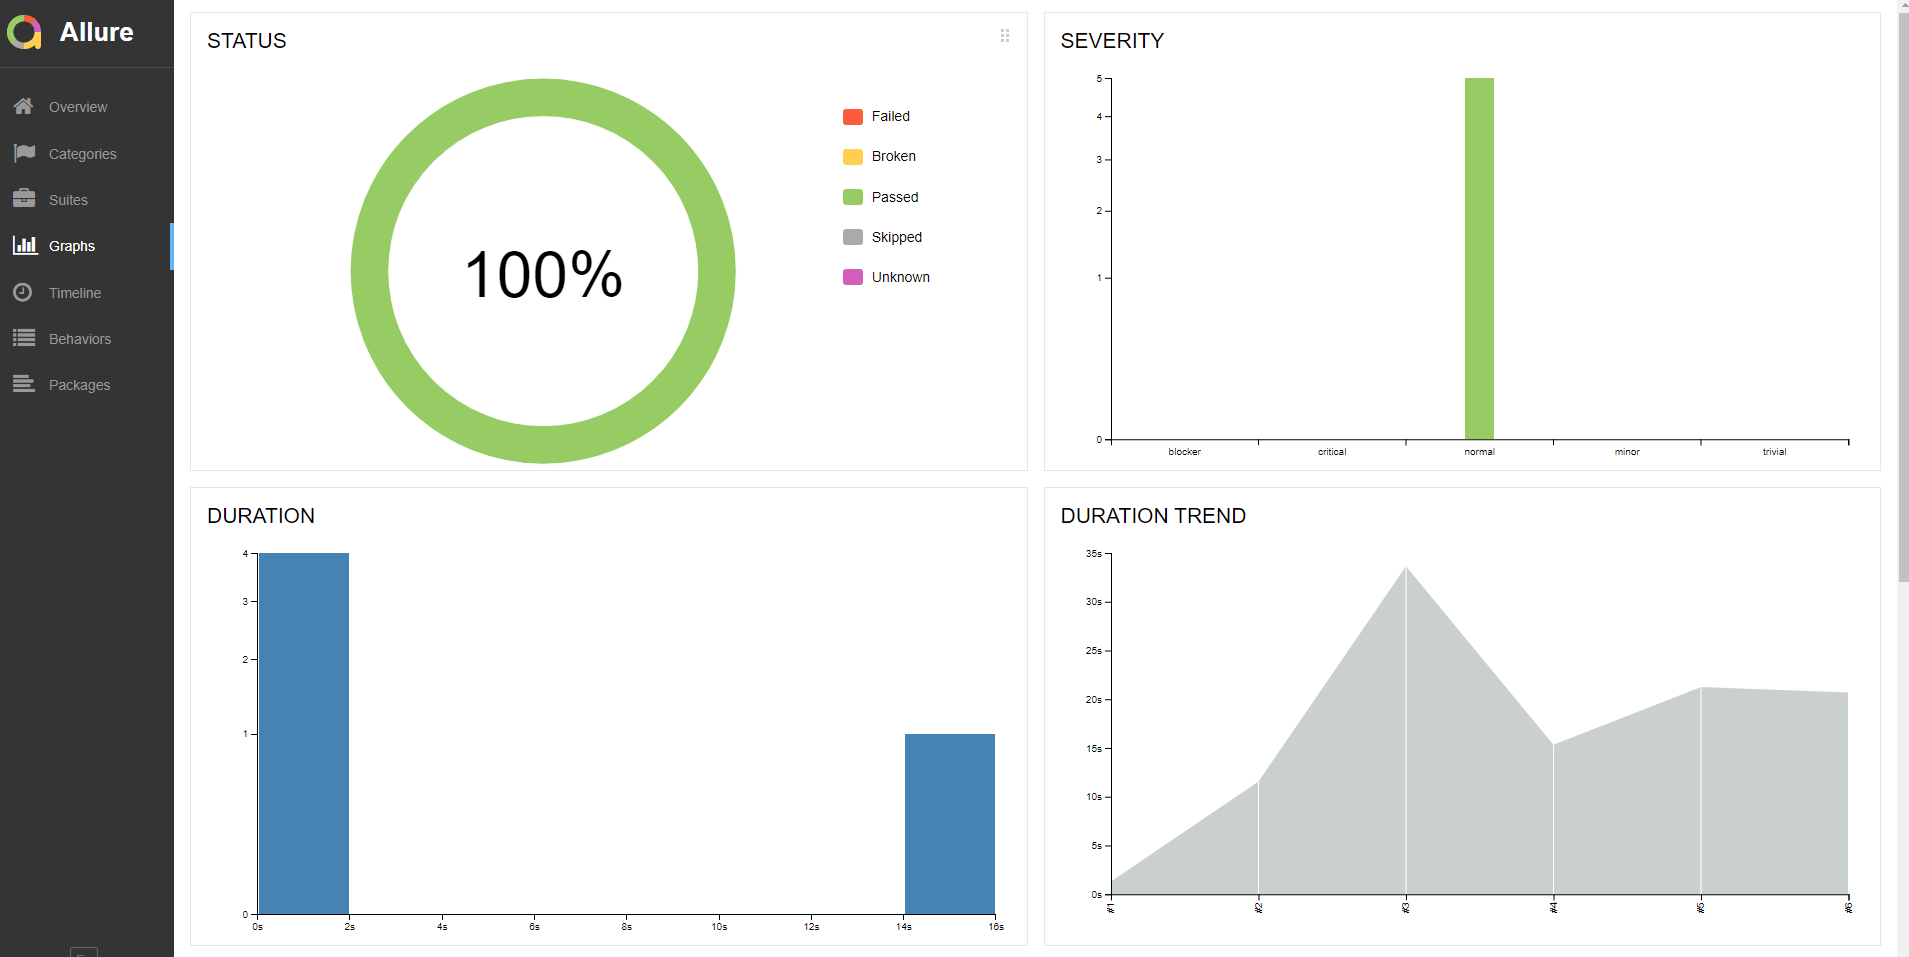 Allure
Overview
Categories
Suites
Graphs
Timeline
Behaviors
Packages
STATUS
100%
Failed
Broken
Passed
Skipped
Unknown
SEVERITY
5
4
3
2
1
0
blocker critical normal minor trivial
DURATION
4
3
2
1
0
0s 2s 4s 6s 8s 10s 12s 14s 16s
DURATION TREND
35s
30s
25s
20s
15s
10s
5s
0s
#1 #2 #3 #4 #5 #6